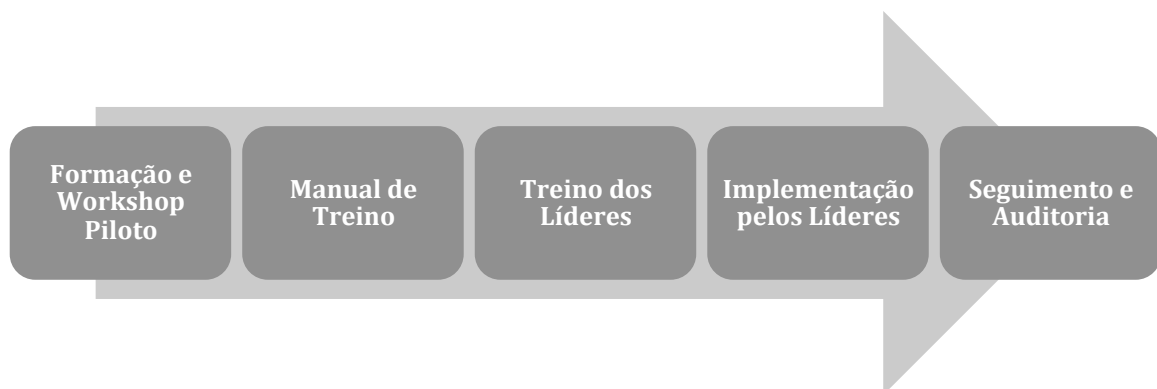 Formação e
Workshop
Piloto
Manual de
Treino
Treino dos
Líderes
Implementação
pelos Líderes
Seguimento e
Auditoria